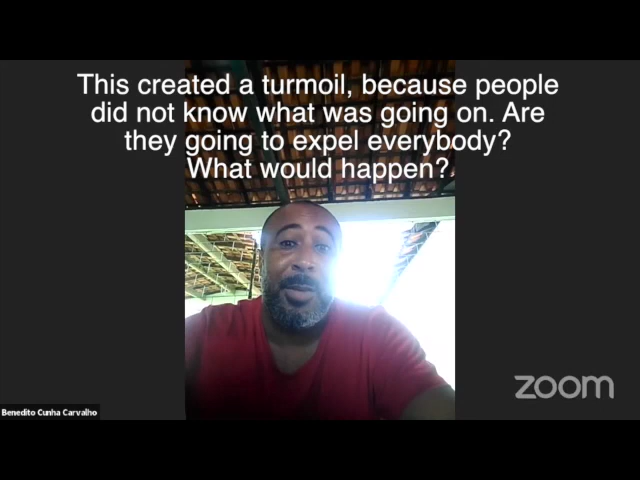 This created a turmoil, because people
did not know what was going on. Are
they going to expel everybody?
What would happen?
Benedito Cunha Carvalho
zoom